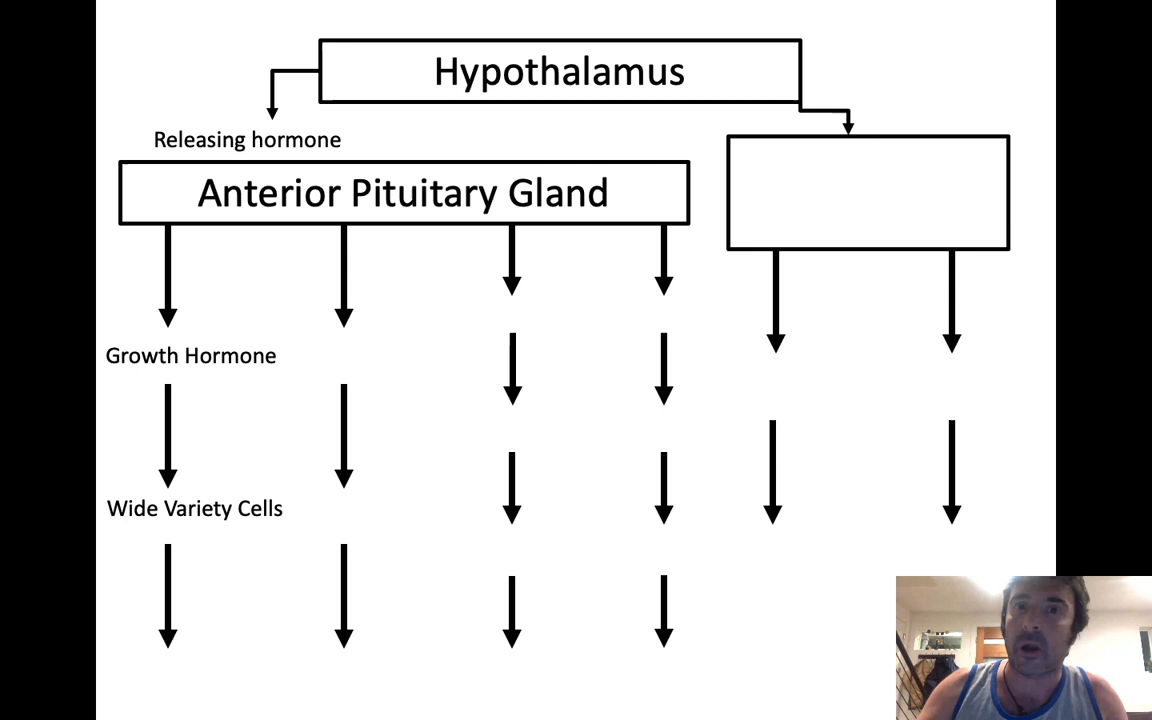 Hypothalamus
Releasing hormone
Anterior Pituitary Gland
Growth Hormone
Wide Variety Cells